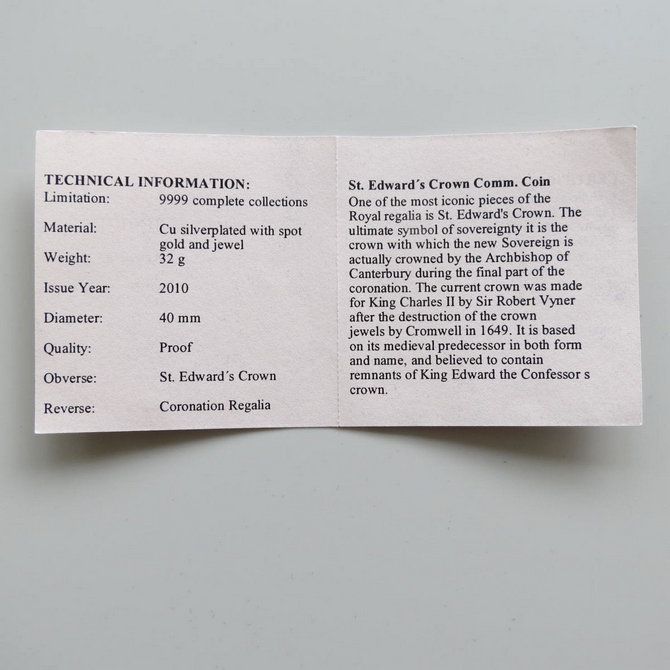 TECHNICAL INFORMATION:
Limitation: 9999 complete collections
Material: Cu silverplated with spot
gold and jewel
Weight: 32 g
Issue Year: 2010
Diameter: 40 mm
Quality: Proof
Obverse: St. Edward´s Crown
Reverse: Coronation Regalia
St. Edward´s Crown Comm. Coin
One of the most iconic pieces of the
Royal regalia is St. Edward's Crown. The
ultimate symbol of sovereignty it is the
crown with which the new Sovereign is
actually crowned by the Archbishop of
Canterbury during the final part of the
coronation. The current crown was made
for King Charles II by Sir Robert Vyner
after the destruction of the crown
jewels by Cromwell in 1649. It is based
on its medieval predecessor in both form
and name, and believed to contain
remnants of King Edward the Confessor s
crown.